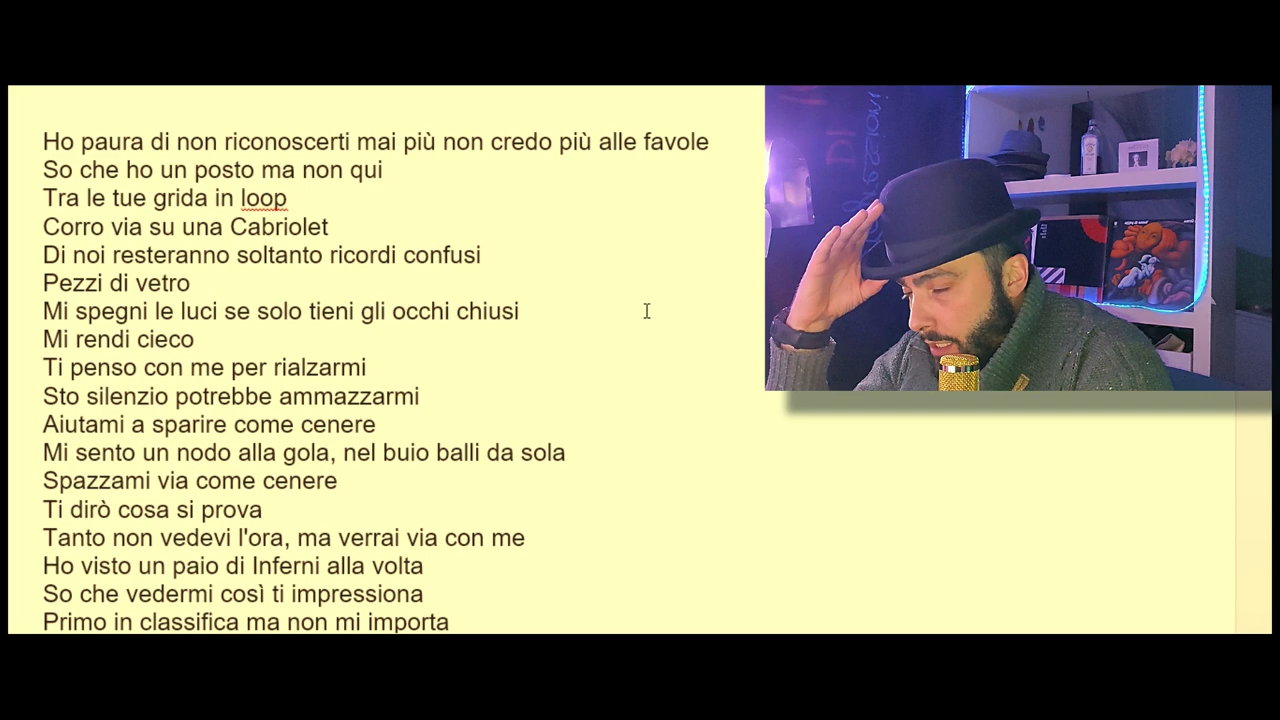 Ho paura di non riconoscerti mai più non credo più alle favole
So che ho un posto ma non qui
Tra le tue grida in loop
Corro via su una Cabriolet
Di noi resteranno soltanto ricordi confusi
Pezzi di vetro
Mi spegni le luci se solo tieni gli occhi chiusi
Mi rendi cieco
Ti penso con me per rialzarmi
Sto silenzio potrebbe ammazzarmi
Aiutami a sparire come cenere
Mi sento un nodo alla gola, nel buio balli da sola
Spazzami via come cenere
Ti dirò cosa si prova
Tanto non vedevi l'ora, ma verrai via con me
Ho visto un paio di Inferni alla volta
So che vedermi così ti impressiona
Primo in classifica ma non mi importa